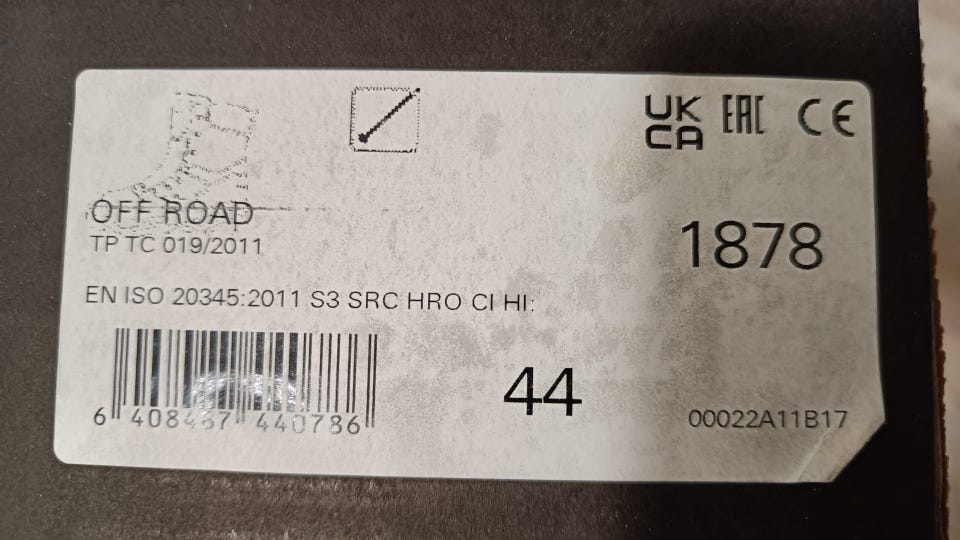 UK
CA
EAC
CE
OFF ROAD
TP TC 019/2011
1878
EN ISO 20345:2011 S3 SRC HRO CI HI:
6 408487 440786
44
00022A11B17